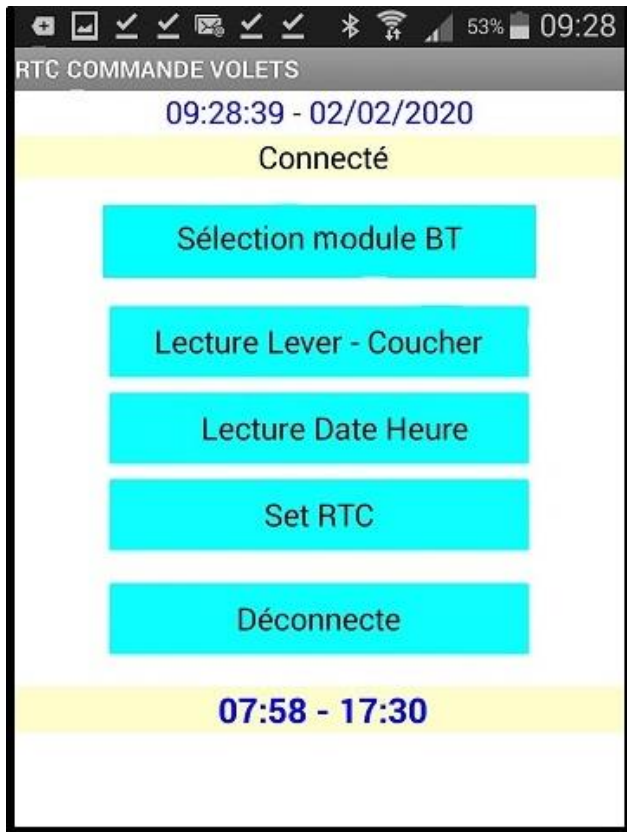 53% 09:28
RTC COMMANDE VOLETS
09:28:39 - 02/02/2020
Connecté
Sélection module BT
Lecture Lever - Coucher
Lecture Date Heure
Set RTC
Déconnecte
07:58 - 17:30